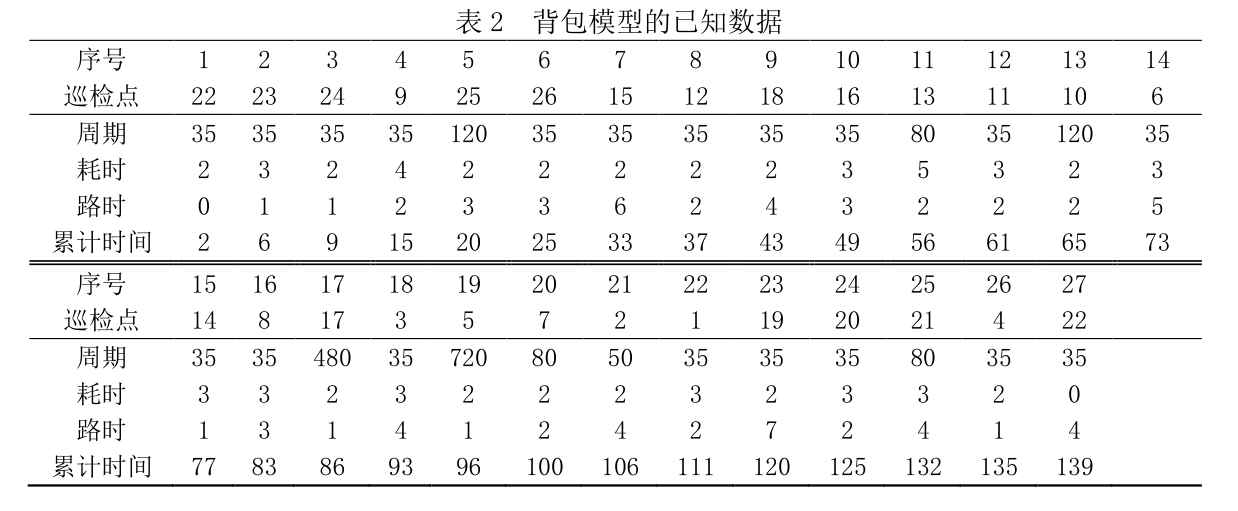 表 2 背包模型的已知数据
序号 1 2 3 4 5 6 7 8 9 10 11 12 13 14
巡检点 22 23 24 9 25 26 15 12 18 16 13 11 10 6
周期 35 35 35 35 120 35 35 35 35 35 80 35 120 35
耗时 2 3 2 4 2 2 2 2 2 3 5 3 2 3
路时 0 1 1 2 3 3 6 2 4 3 2 2 2 5
累计时间 2 6 9 15 20 25 33 37 43 49 56 61 65 73
序号 15 16 17 18 19 20 21 22 23 24 25 26 27
巡检点 14 8 17 3 5 7 2 1 19 20 21 4 22
周期 35 35 480 35 720 80 50 35 35 35 80 35 35
耗时 3 3 2 3 2 2 2 3 2 3 3 2 0
路时 1 3 1 4 1 2 4 2 7 2 4 1 4
累计时间 77 83 86 93 96 100 106 111 120 125 132 135 139